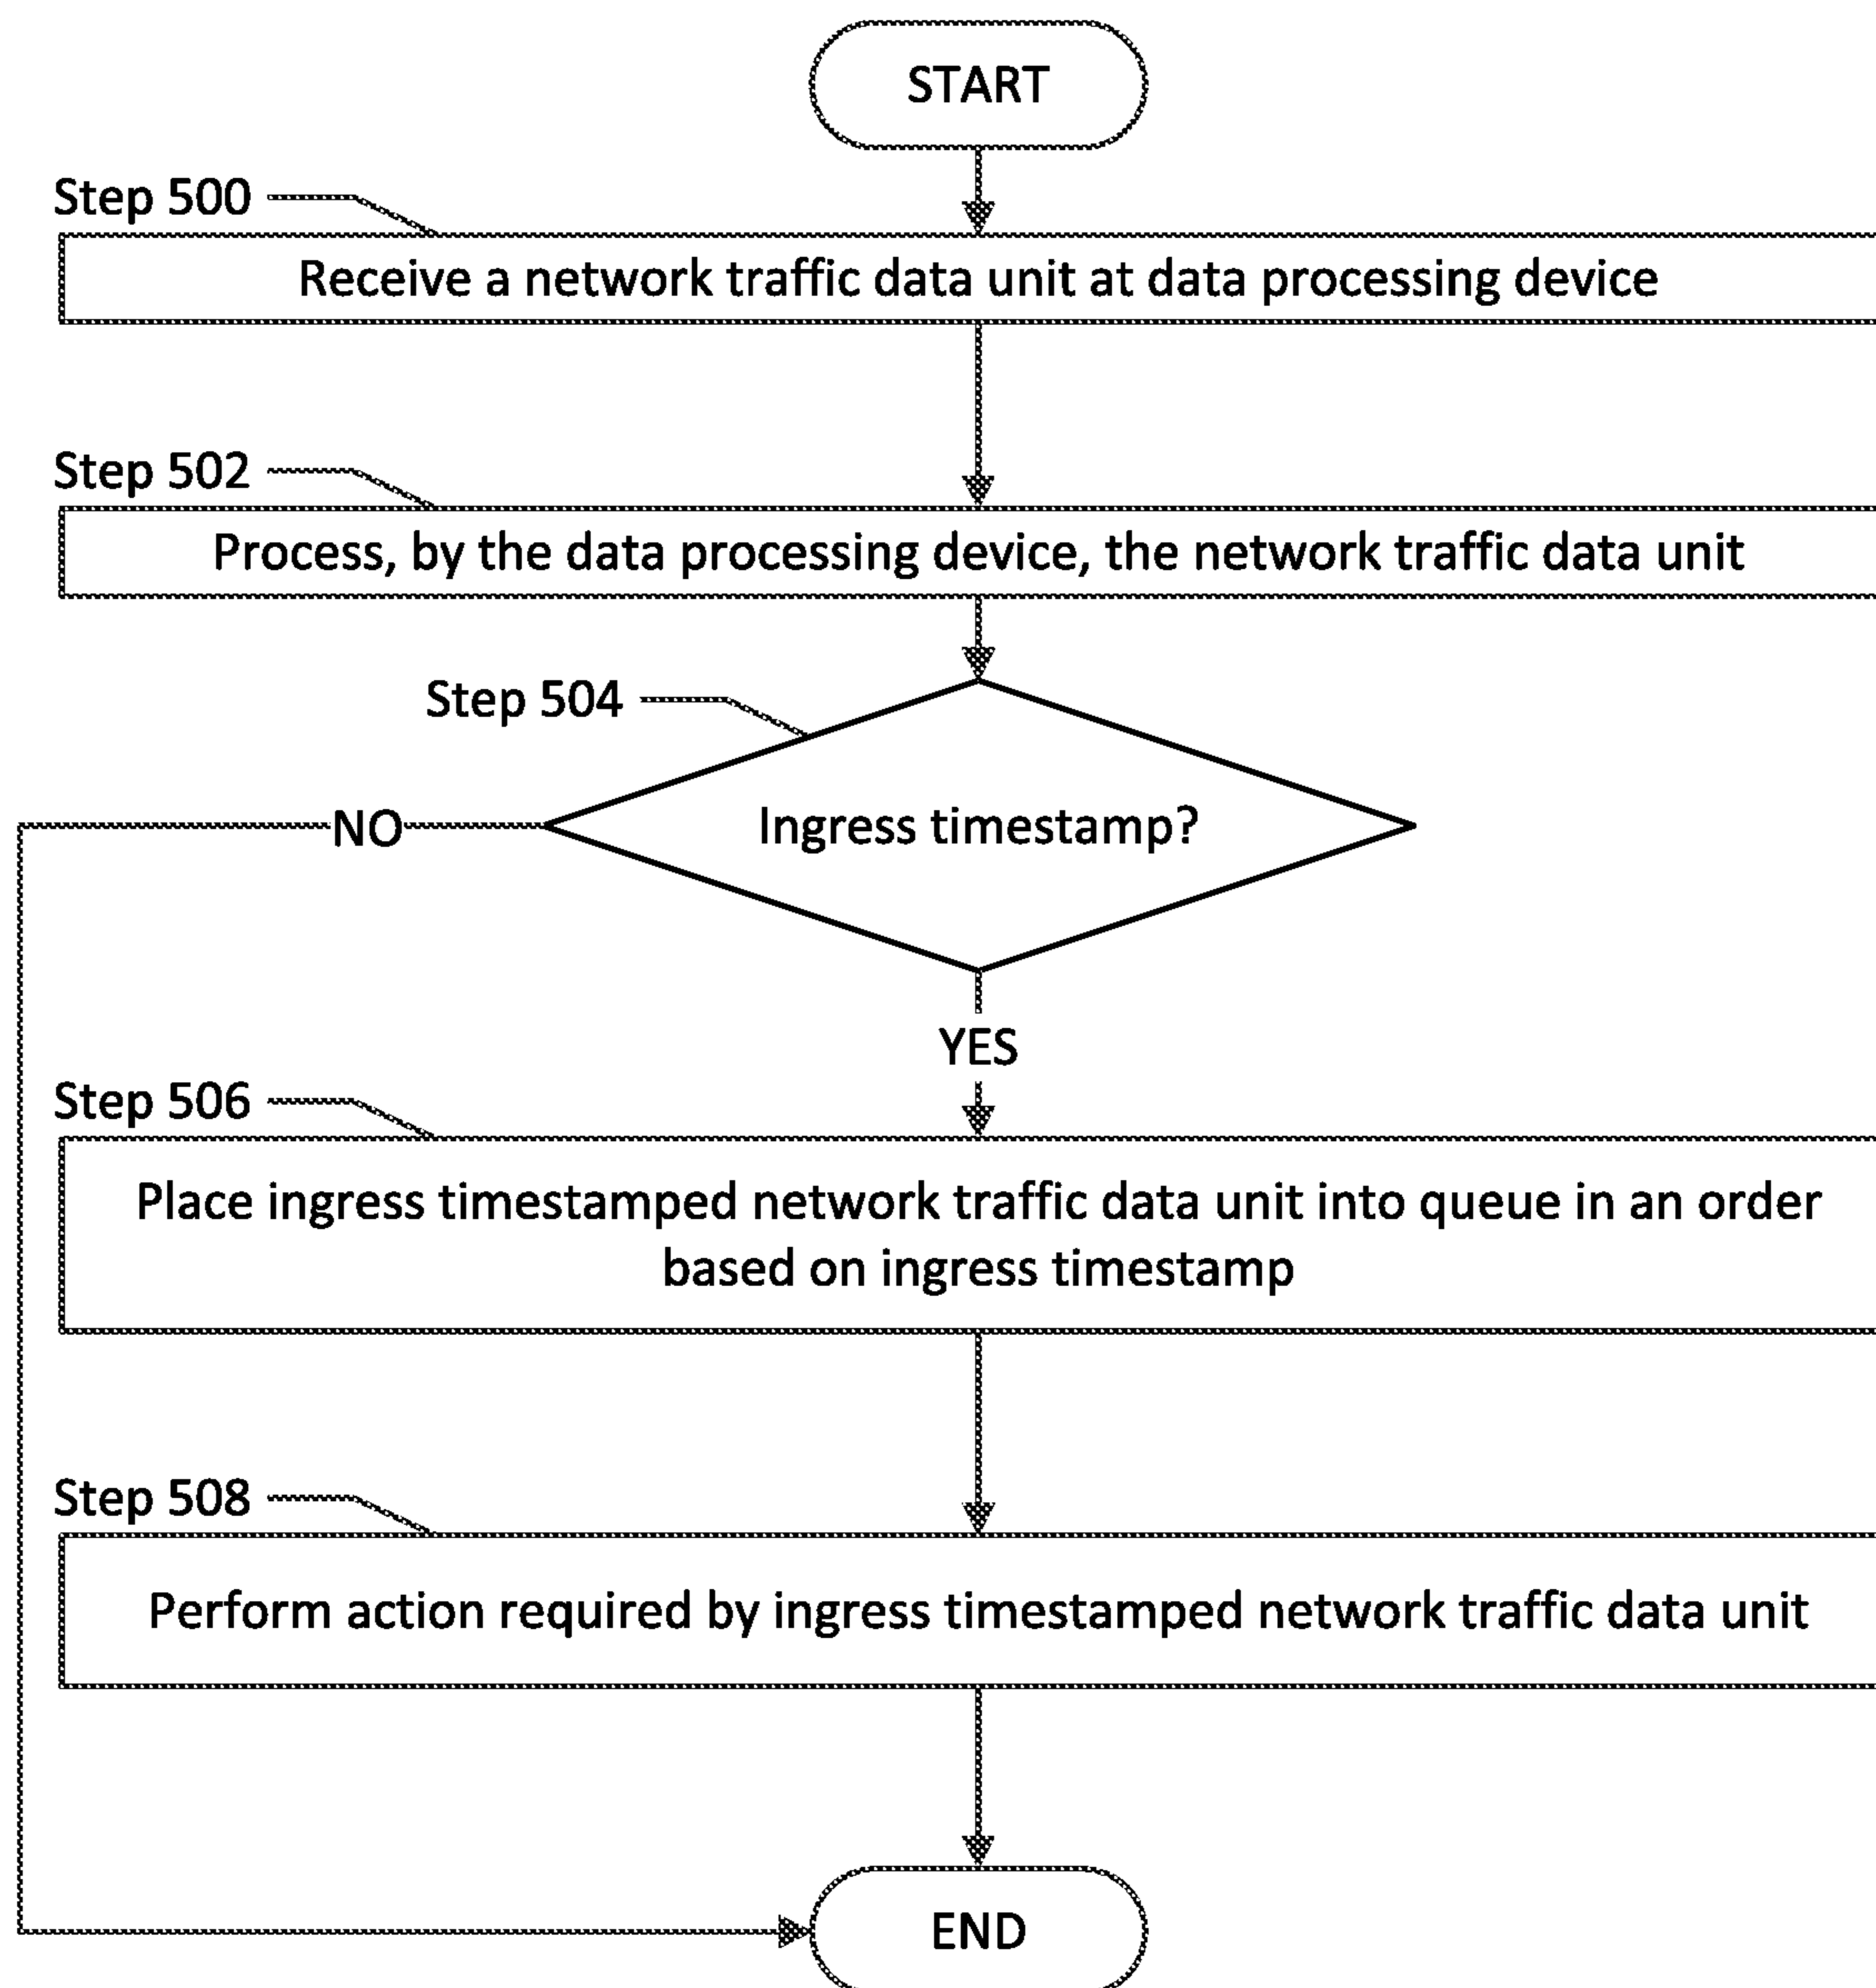 START
Step 500
Receive a network traffic data unit at data processing device
Step 502
Process, by the data processing device, the network traffic data unit
Step 504
Ingress timestamp?
NO
YES
Step 506
Place ingress timestamped network traffic data unit into queue in an order
based on ingress timestamp
Step 508
Perform action required by ingress timestamped network traffic data unit
END